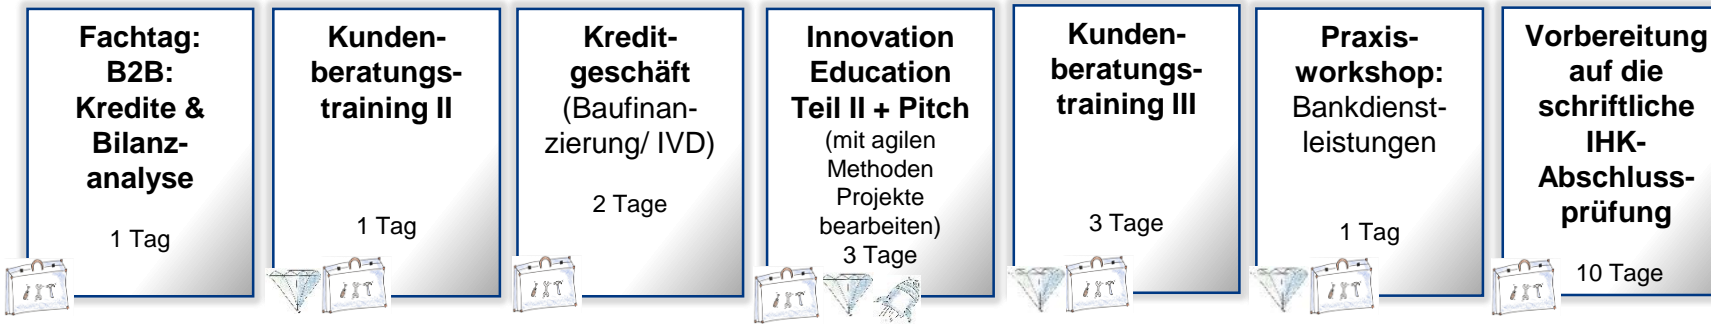 Fachtag:
B2B:
Kredite &
Bilanz-
analyse
1 Tag
Kunden-
beratungs-
training II
1 Tag
Kredit-
geschäft
(Baufinan-
zierung/ IVD)
2 Tage
Innovation
Education
Teil II + Pitch
(mit agilen
Methoden
Projekte
bearbeiten)
3 Tage
Kunden-
beratungs-
training III
3 Tage
Praxis-
workshop:
Bankdienst-
leistungen
1 Tag
Vorbereitung
auf die
schriftliche
IHK-
Abschluss-
prüfung
10 Tage